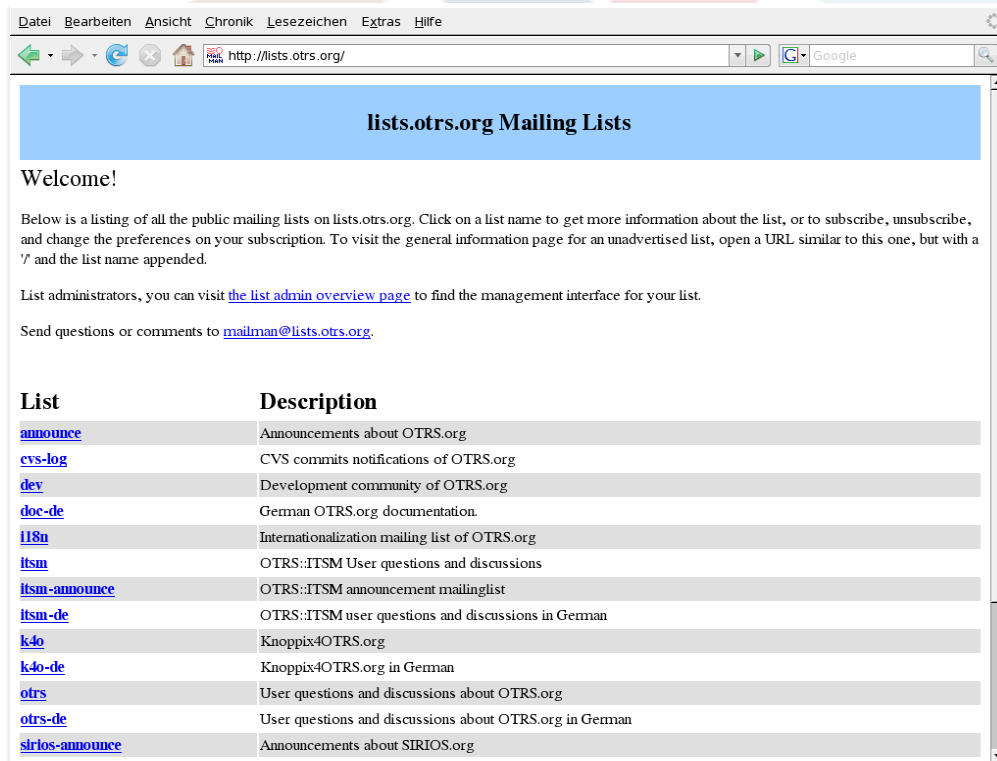 Datei Bearbeiten Ansicht Chronik Lesezeichen Extras Hilfe
MAIL MAN http://lists.otrs.org/ G Google
lists.otrs.org Mailing Lists
Welcome!
Below is a listing of all the public mailing lists on lists.otrs.org. Click on a list name to get more information about the list, or to subscribe, unsubscribe,
and change the preferences on your subscription. To visit the general information page for an unadvertised list, open a URL similar to this one, but with a
'/' and the list name appended.
List administrators, you can visit the list admin overview page to find the management interface for your list.
Send questions or comments to mailman@lists.otrs.org.
List Description
announce Announcements about OTRS.org
cvs-log CVS commits notifications of OTRS.org
dev Development community of OTRS.org
doc-de German OTRS.org documentation.
i18n Internationalization mailing list of OTRS.org
itsm OTRS::ITSM User questions and discussions
itsm-announce OTRS::ITSM announcement mailinglist
itsm-de OTRS::ITSM user questions and discussions in German
k4o Knoppix4OTRS.org
k4o-de Knoppix4OTRS.org in German
otrs User questions and discussions about OTRS.org
otrs-de User questions and discussions about OTRS.org in German
sirios-announce Announcements about SIRIOS.org